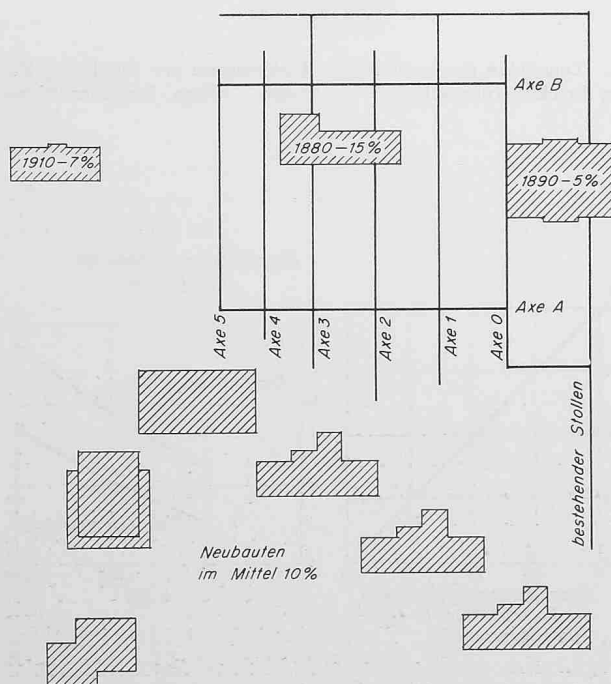 Axe B
1910-7%
1880-15%
1890-5%
Axe A
Axe 5
Axe 4
Axe 3
Axe 2
Axe 1
Axe 0
bestehender Stollen
Neubauten
im Mittel 10%